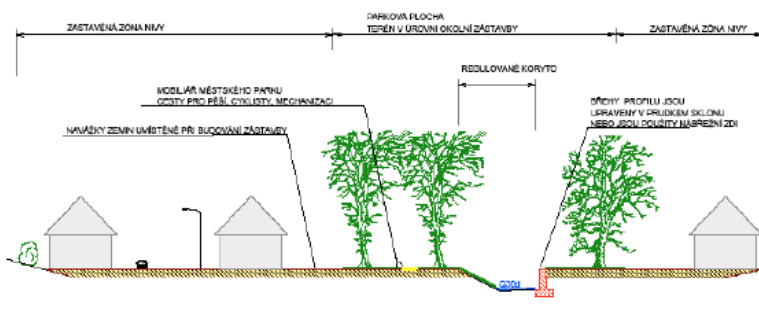 ZASTAVĚNÁ ZÓNA NIVY
PARKOVÁ PLOCHA
TERÉN V ÚROVNI OKOLNÍ ZÁSTAVBY
ZASTAVĚNÁ ZÓNA NIVY
REGULOVANÉ KORYTO
MOBILIÁŘ MĚSTSKÉHO PARKU
CESTY PRO PĚŠÍ, CYKLISTY, MECHANIZACI
BŘEHY PROFILU JSOU
UPRAVENY V PRUDKÉM SKLONU
NEBO JSOU POUŽITY NÁBŘEŽNÍ ZDI
NAVÁŽKY ZEMIN UMÍSTĚNÉ PŘI BUDOVÁNÍ ZÁSTAVBY
Q30d